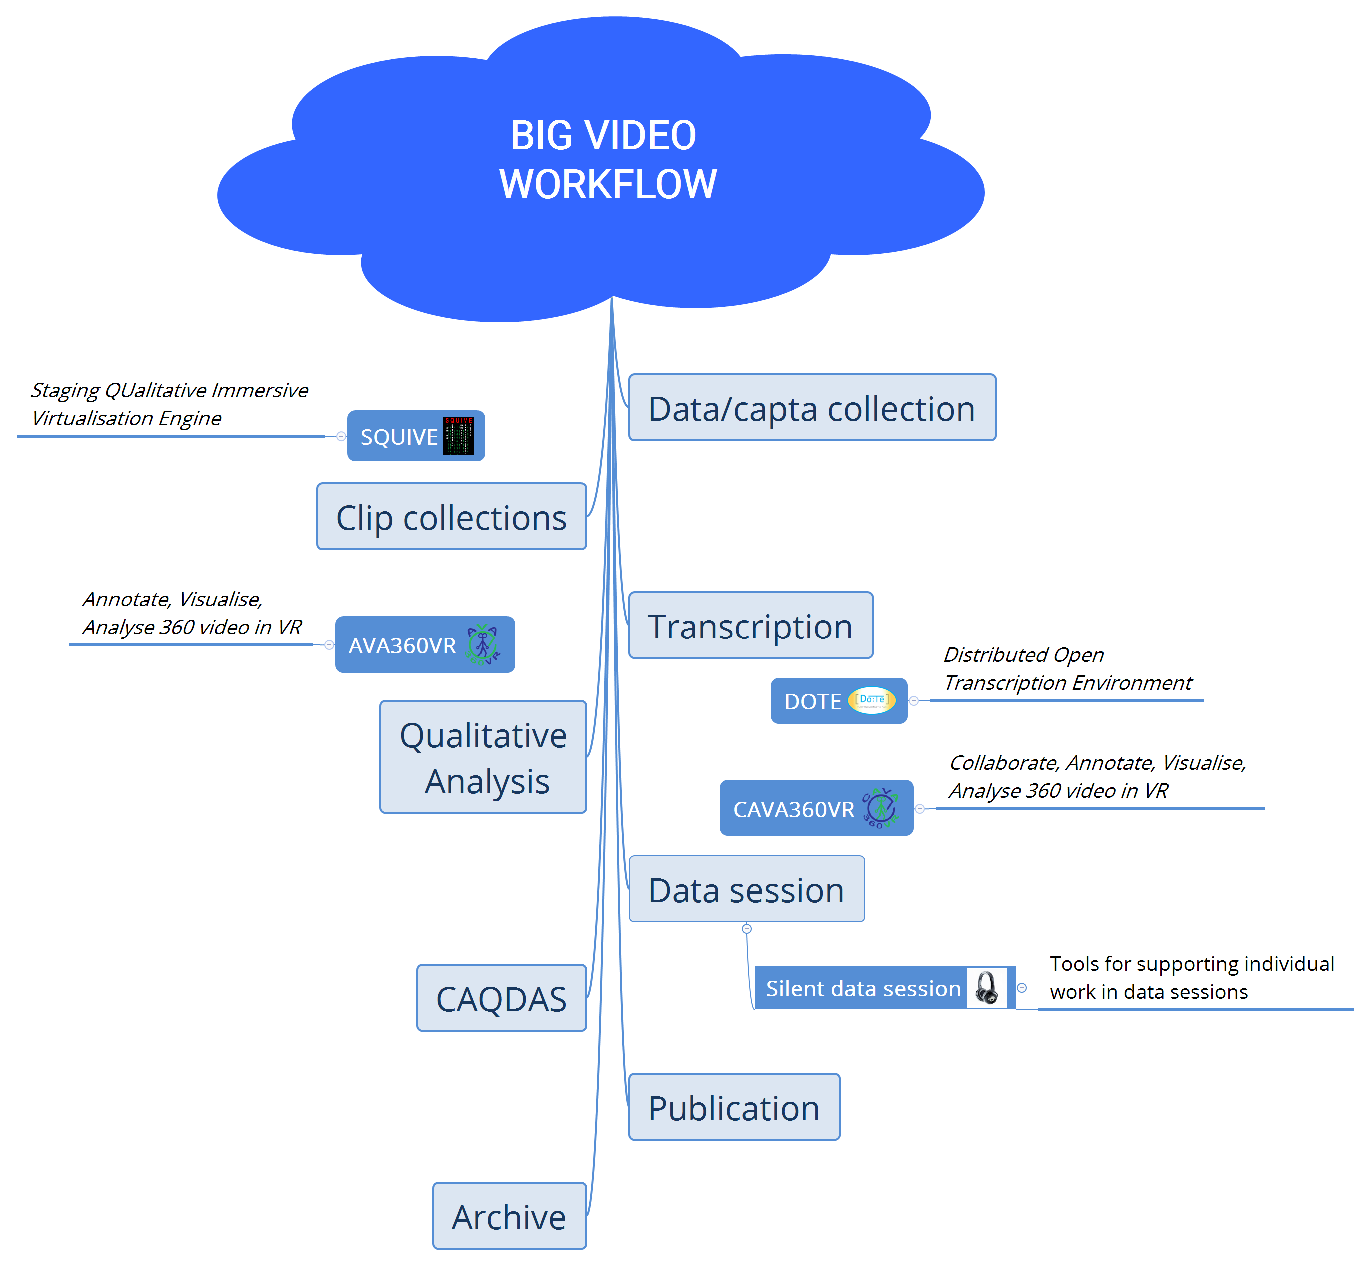 BIG VIDEO
WORKFLOW
Data/capta collection
Staging QUalitative Immersive
Virtualisation Engine
SQUIVE
Clip collections
Transcription
Annotate, Visualise,
Analyse 360 video in VR
AVA360VR
DOTE
Distributed Open
Transcription Environment
Qualitative
Analysis
CAVA360VR
Collaborate, Annotate, Visualise,
Analyse 360 video in VR
Data session
Silent data session
Tools for supporting individual
work in data sessions
CAQDAS
Publication
Archive